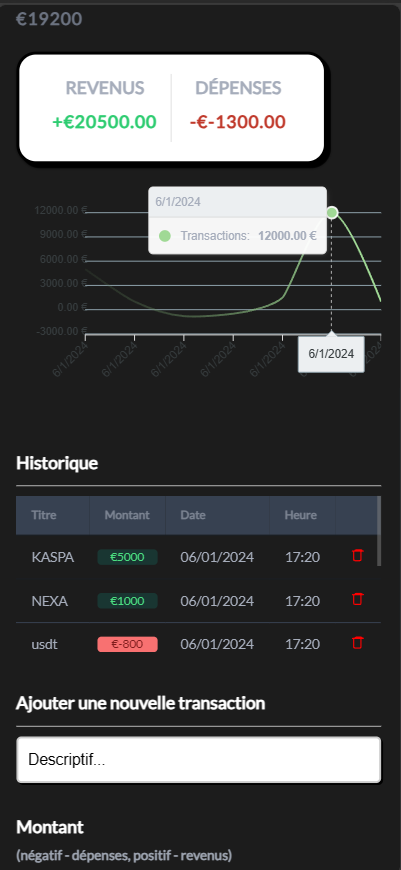 €19200
REVENUS DÉPENSES
+€20500.00 -€-1300.00
6/1/2024
Transactions: 12000.00 €
12000.00 €
9000.00 €
6000.00 €
3000.00 €
0.00 €
-3000.00 €
6/1/2024 6/1/2024 6/1/2024 6/1/2024 6/1/2024
6/1/2024
Historique
Titre Montant Date Heure
KASPA €5000 06/01/2024 17:20
NEXA €1000 06/01/2024 17:20
usdt €-800 06/01/2024 17:20
Ajouter une nouvelle transaction
Descriptif...
Montant
(négatif - dépenses, positif - revenus)